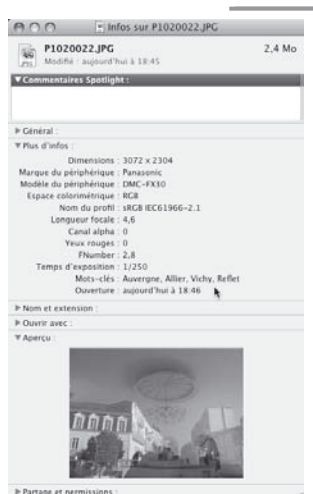 Infos sur P1020022.JPG
P1020022.JPG 2,4 Mo
Modifié : aujourd'hui à 18:45
Commentaires Spotlight :
Général :
Plus d'infos :
Dimensions : 3072 x 2304
Marque du périphérique : Panasonic
Modèle du périphérique : DMC-FX30
Espace colorimétrique : RGB
Nom du profil : sRGB IEC61966-2.1
Longueur focale : 4,6
Canal alpha : 0
Yeux rouges : 0
FNumber : 2,8
Temps d'exposition : 1/250
Mots-clés : Auvergne, Allier, Vichy, Reflet
Ouverture : aujourd'hui à 18:46
Nom et extension :
Ouvrir avec :
Aperçu :
Partage et permissions :